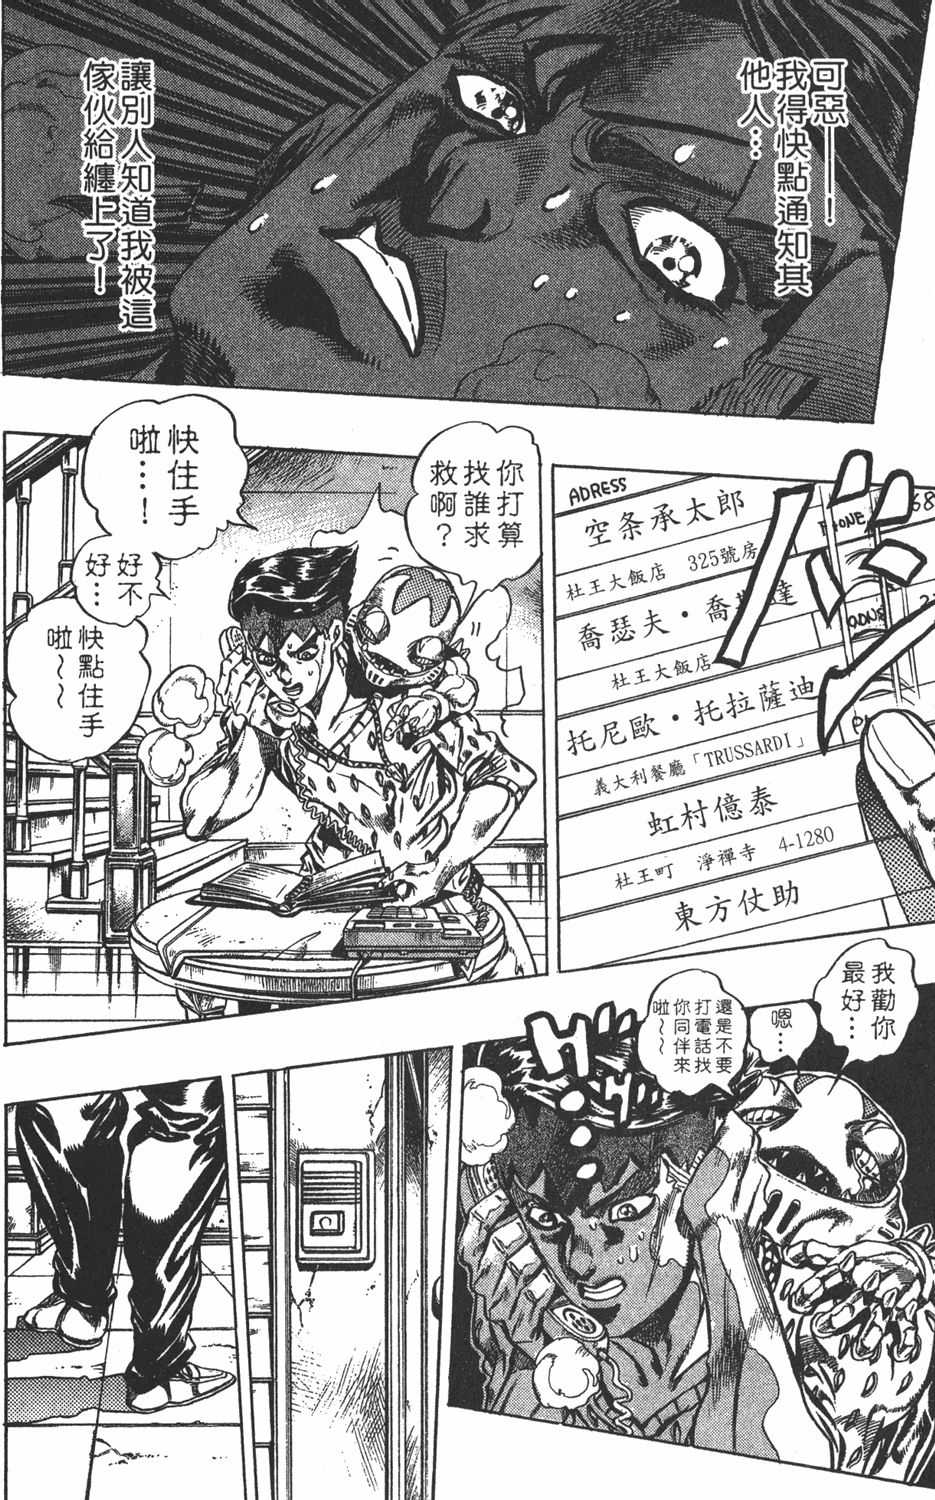 可惡——！
我得快點通知其
他人…
讓別人知道我被這
傢伙給纏上了！
ADRESS
PHONE
空条承太郎
杜王大飯店 325號房
喬瑟夫・喬斯達
杜王大飯店
托尼歐・托拉薩迪
義大利餐廳「TRUSSARDI」
虹村億泰
杜王町 淨禪寺 4-1280
東方仗助
バッ
你打算
找誰求
救啊？
快住手
啦…！
好不
好…
快點住手
啦～～
我勸你
最好…
嗯…
還是不要
打電話找
你同伴來
啦～～